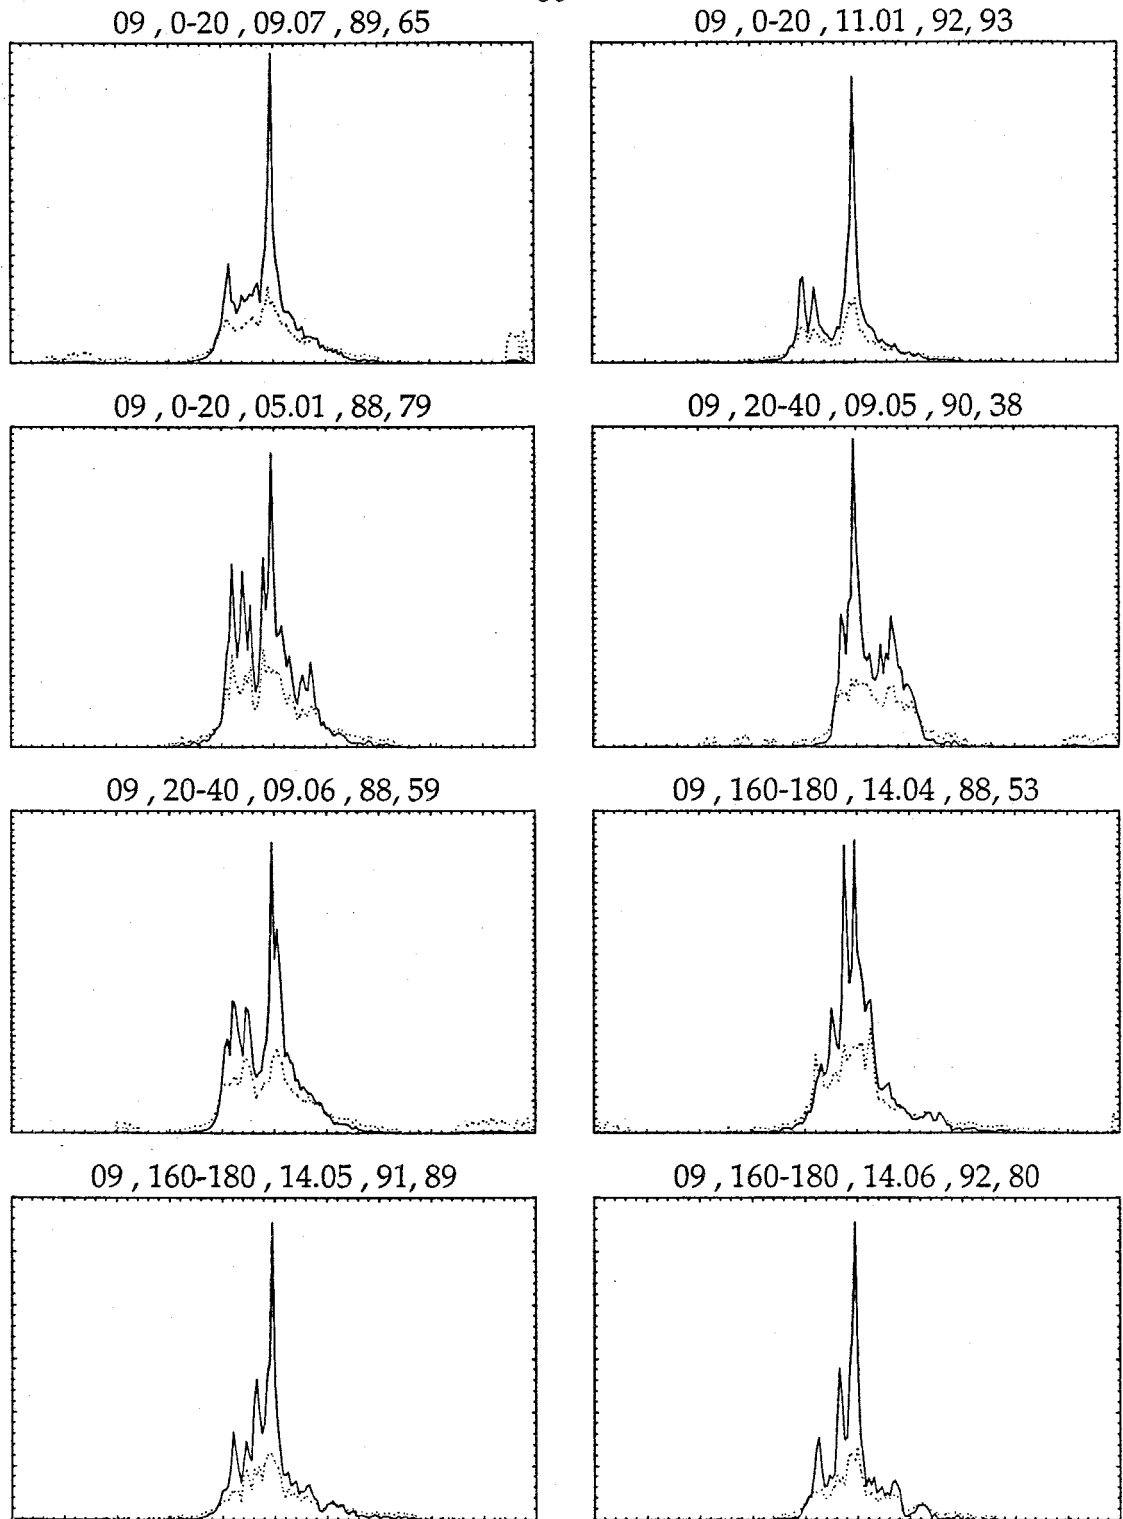 09 , 0-20 , 09.07 , 89, 65
09 , 0-20 , 11.01 , 92, 93
09 , 0-20 , 05.01 , 88, 79
09 , 20-40 , 09.05 , 90, 38
09 , 20-40 , 09.06 , 88, 59
09 , 160-180 , 14.04 , 88, 53
09 , 160-180 , 14.05 , 91, 89
09 , 160-180 , 14.06 , 92, 80